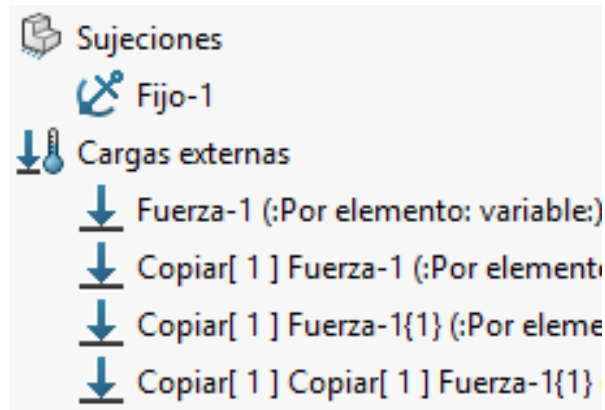 Sujeciones
Fijo-1
Cargas externas
Fuerza-1 (:Por elemento: variable:)
Copiar[ 1 ] Fuerza-1 (:Por elemento
Copiar[ 1 ] Fuerza-1{1} (:Por eleme
Copiar[ 1 ] Copiar[ 1 ] Fuerza-1{1} (